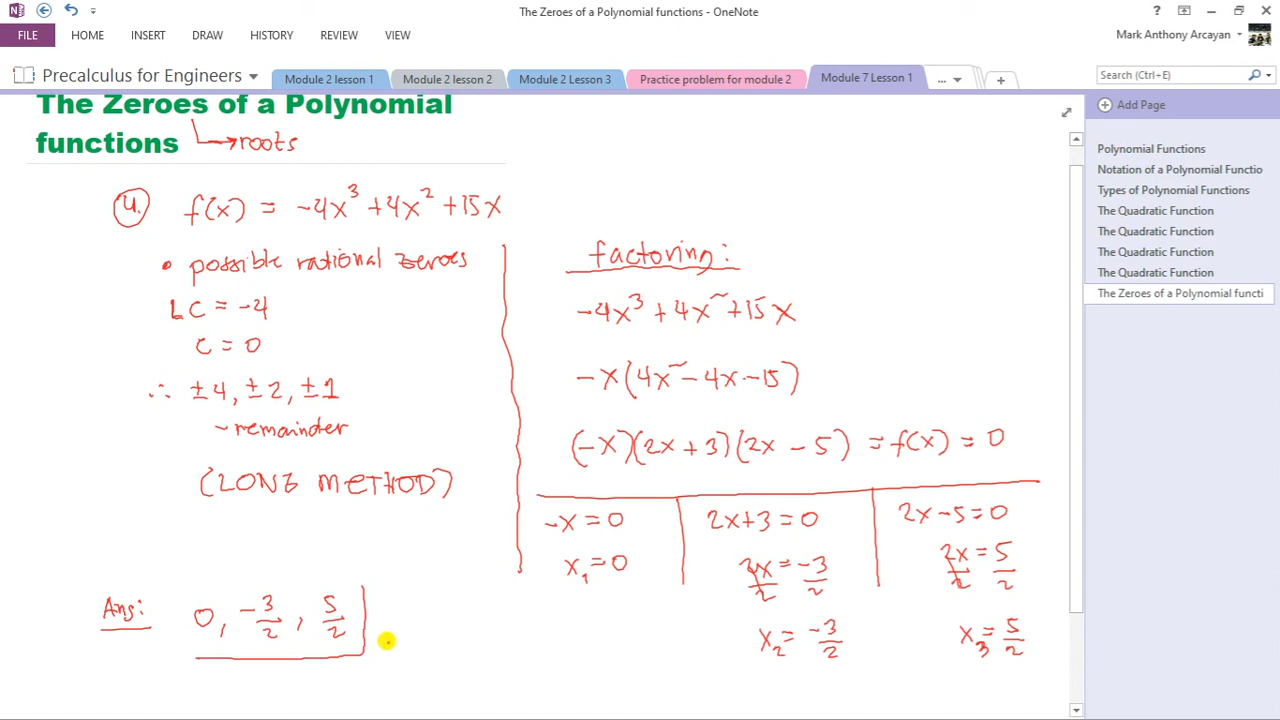 The Zeroes of a Polynomial functions - OneNote
FILE HOME INSERT DRAW HISTORY REVIEW VIEW
Mark Anthony Arcayan
Precalculus for Engineers
Module 2 lesson 1
Module 2 lesson 2
Module 2 Lesson 3
Practice problem for module 2
Module 7 Lesson 1
...
Search (Ctrl+E)
The Zeroes of a Polynomial
functions → roots
4. f(x) = -4x³ +4x² +15x
• possible rational zeroes
LC = -4
C = 0
∴ ±4, ±2, ±1
~remainder
(LONG METHOD)
Ans: 0, -3/2, 5/2
factoring:
-4x³ + 4x² + 15x
-x(4x² - 4x - 15)
(-x)(2x + 3)(2x - 5) = f(x) = 0
-x = 0
x₁ = 0
2x+3 = 0
2x/2 = -3/2
x₂ = -3/2
2x-5 = 0
2x/2 = 5/2
x₃ = 5/2
Add Page
Polynomial Functions
Notation of a Polynomial Functio
Types of Polynomial Functions
The Quadratic Function
The Quadratic Function
The Quadratic Function
The Quadratic Function
The Zeroes of a Polynomial functi